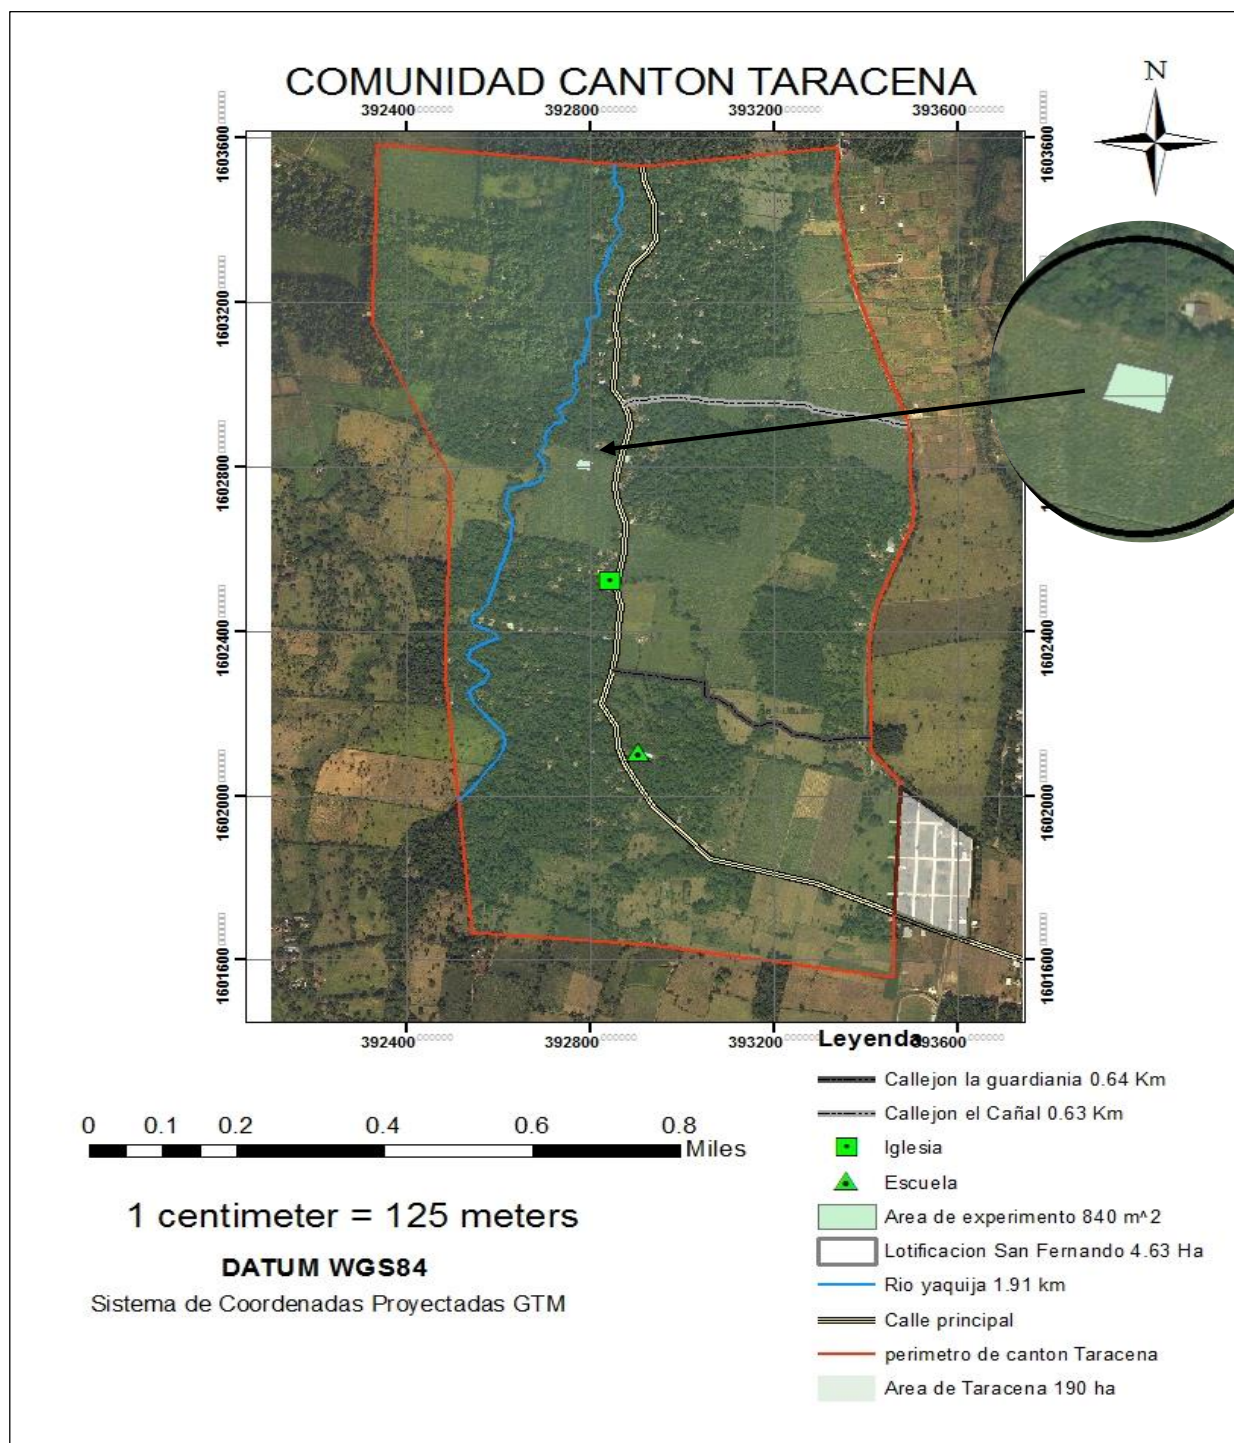 COMUNIDAD CANTON TARACENA
N
392400 392800 393200 393600
1603600 1603600
1603200
1602800 1602800
1602400 1602400
1602000 1602000
1601600 1601600
392400 392800 393200 393600
Leyenda
Callejon la guardiania 0.64 Km
Callejon el Cañal 0.63 Km
Iglesia
Escuela
Area de experimento 840 m^2
Lotificacion San Fernando 4.63 Ha
Rio yaquija 1.91 km
Calle principal
perimetro de canton Taracena
Area de Taracena 190 ha
0 0.1 0.2 0.4 0.6 0.8
Miles
1 centimeter = 125 meters
DATUM WGS84
Sistema de Coordenadas Proyectadas GTM